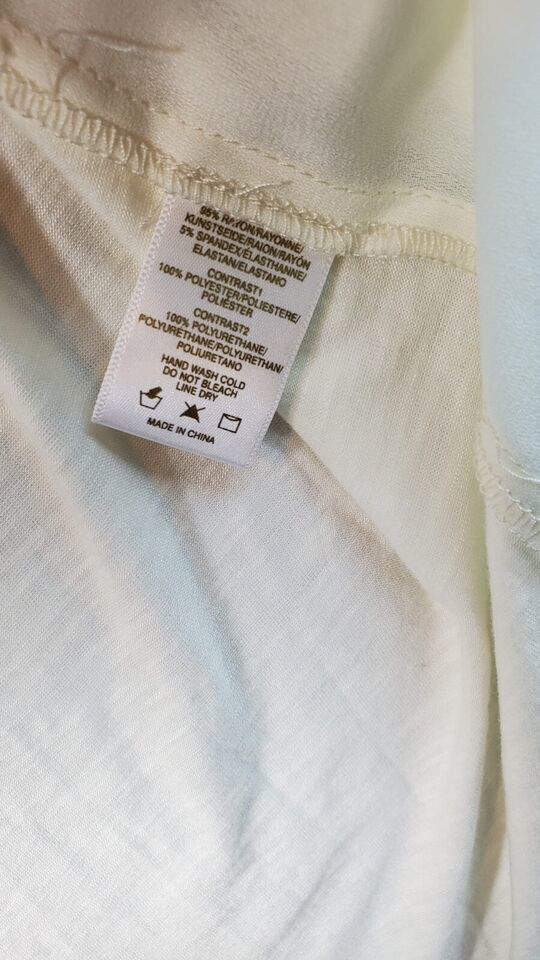 95% RAYON/RAYONNE/
KUNSTSEIDE/RAION/RAYÓN
5% SPANDEX/ELASTHANNE/
ELASTAN/ELASTANO
CONTRAST1
100% POLYESTER/POLIESTERE/
POLIÉSTER
CONTRAST2
100% POLYURETHANE/
POLYURETHANE/POLYURETHAN/
POLIURETANO
HAND WASH COLD
DO NOT BLEACH
LINE DRY
MADE IN CHINA